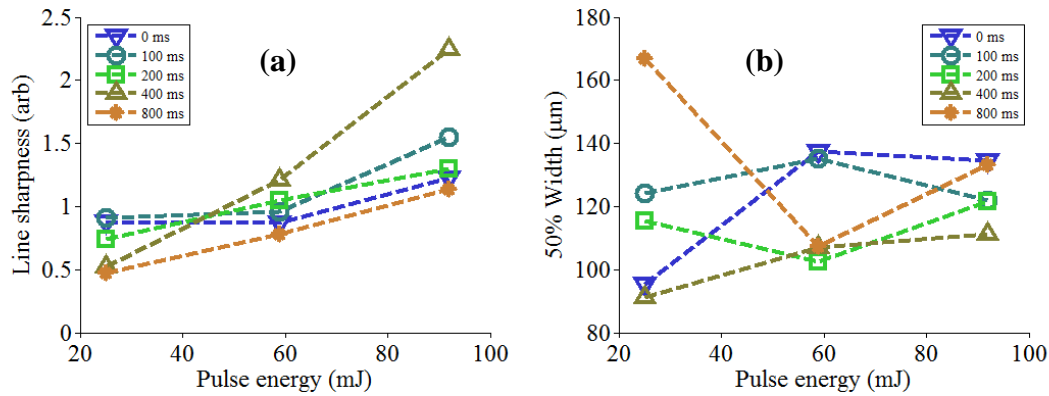 2.5
2
1.5
1
0.5
0
20
40
60
80
100
Line sharpness (arb)
Pulse energy (mJ)
0 ms
100 ms
200 ms
400 ms
800 ms
(a)
180
160
140
120
100
80
20
40
60
80
100
50% Width (μm)
Pulse energy (mJ)
(b)
0 ms
100 ms
200 ms
400 ms
800 ms